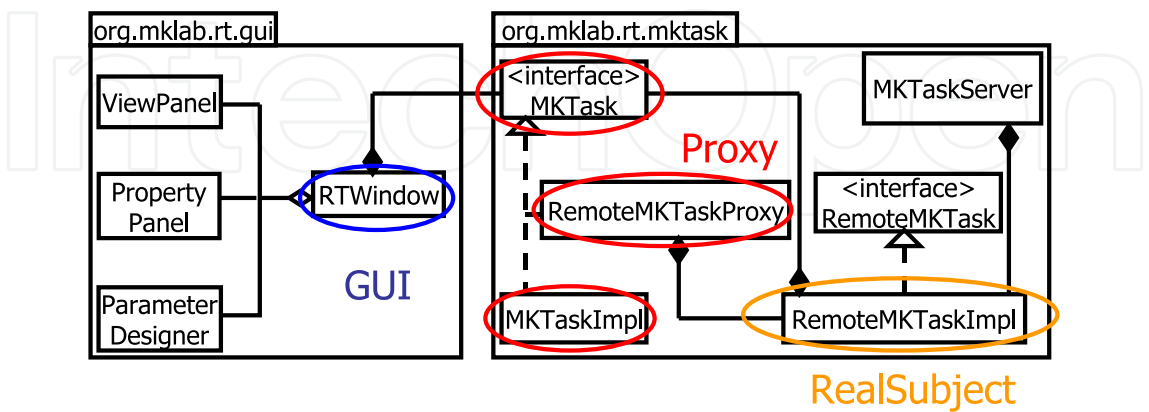 org.mklab.rt.gui
ViewPanel
Property
Panel
Parameter
Designer
RTWindow
GUI
org.mklab.rt.mktask
<interface>
MKTask
MKTaskServer
Proxy
RemoteMKTaskProxy
<interface>
RemoteMKTask
MKTaskImpl
RemoteMKTaskImpl
RealSubject
IntechOpen